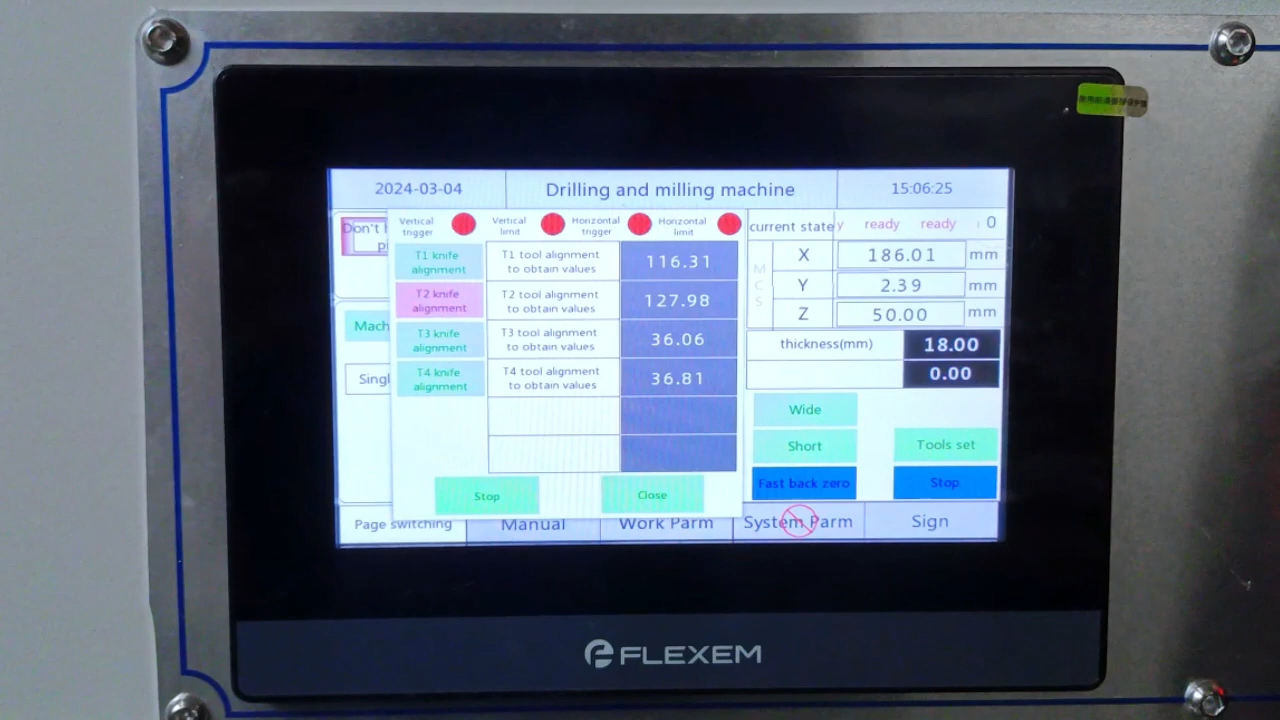 2024-03-04
Drilling and milling machine
15:06:25
Don't h
Vertical trigger
Vertical limit
Horizontal trigger
Horizontal limit
current state
y ready ready
0
T1 knife alignment
T1 tool alignment to obtain values
116.31
T2 knife alignment
T2 tool alignment to obtain values
127.98
T3 knife alignment
T3 tool alignment to obtain values
36.06
T4 knife alignment
T4 tool alignment to obtain values
36.81
Mach
Singl
MCS
X 186.01 mm
Y 2.39 mm
Z 50.00 mm
thickness(mm) 18.00
0.00
Wide
Short
Tools set
Fast back zero
Stop
Stop
Close
Page switching
Manual
Work Parm
System Parm
Sign
FLEXEM